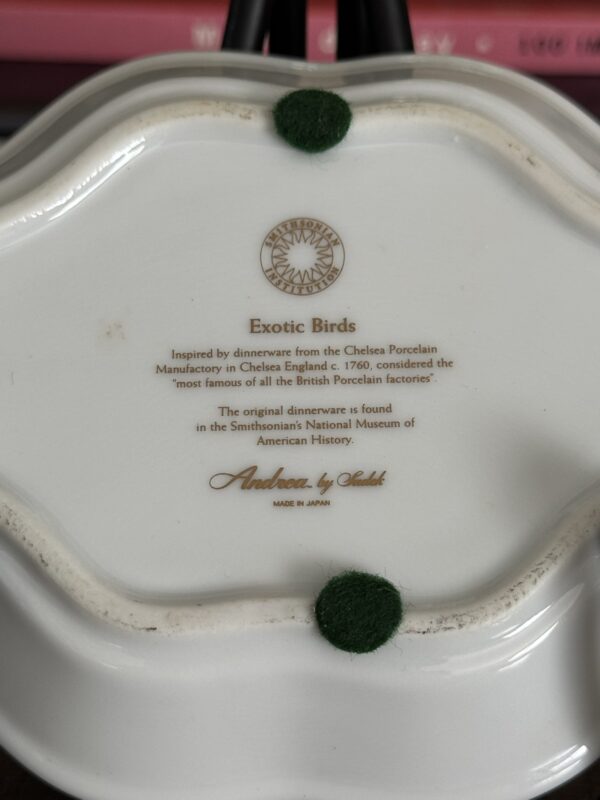 100 IM
SMITHSONIAN
INSTITUTION
Exotic Birds
Inspired by dinnerware from the Chelsea Porcelain
Manufactory in Chelsea England c. 1760, considered the
"most famous of all the British Porcelain factories".
The original dinnerware is found
in the Smithsonian's National Museum of
American History.
Andrea by Sadek
MADE IN JAPAN